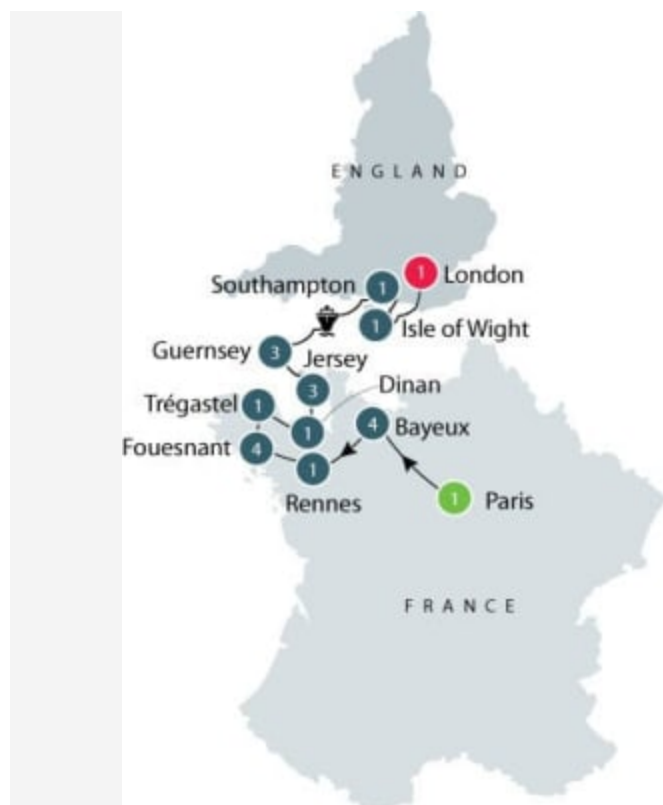 ENGLAND
1 London
Southampton 1
1 Isle of Wight
Guernsey 3
Jersey
3
Dinan
Trégastel 1
1
4 Bayeux
Fouesnant 4
1
Rennes
1 Paris
FRANCE